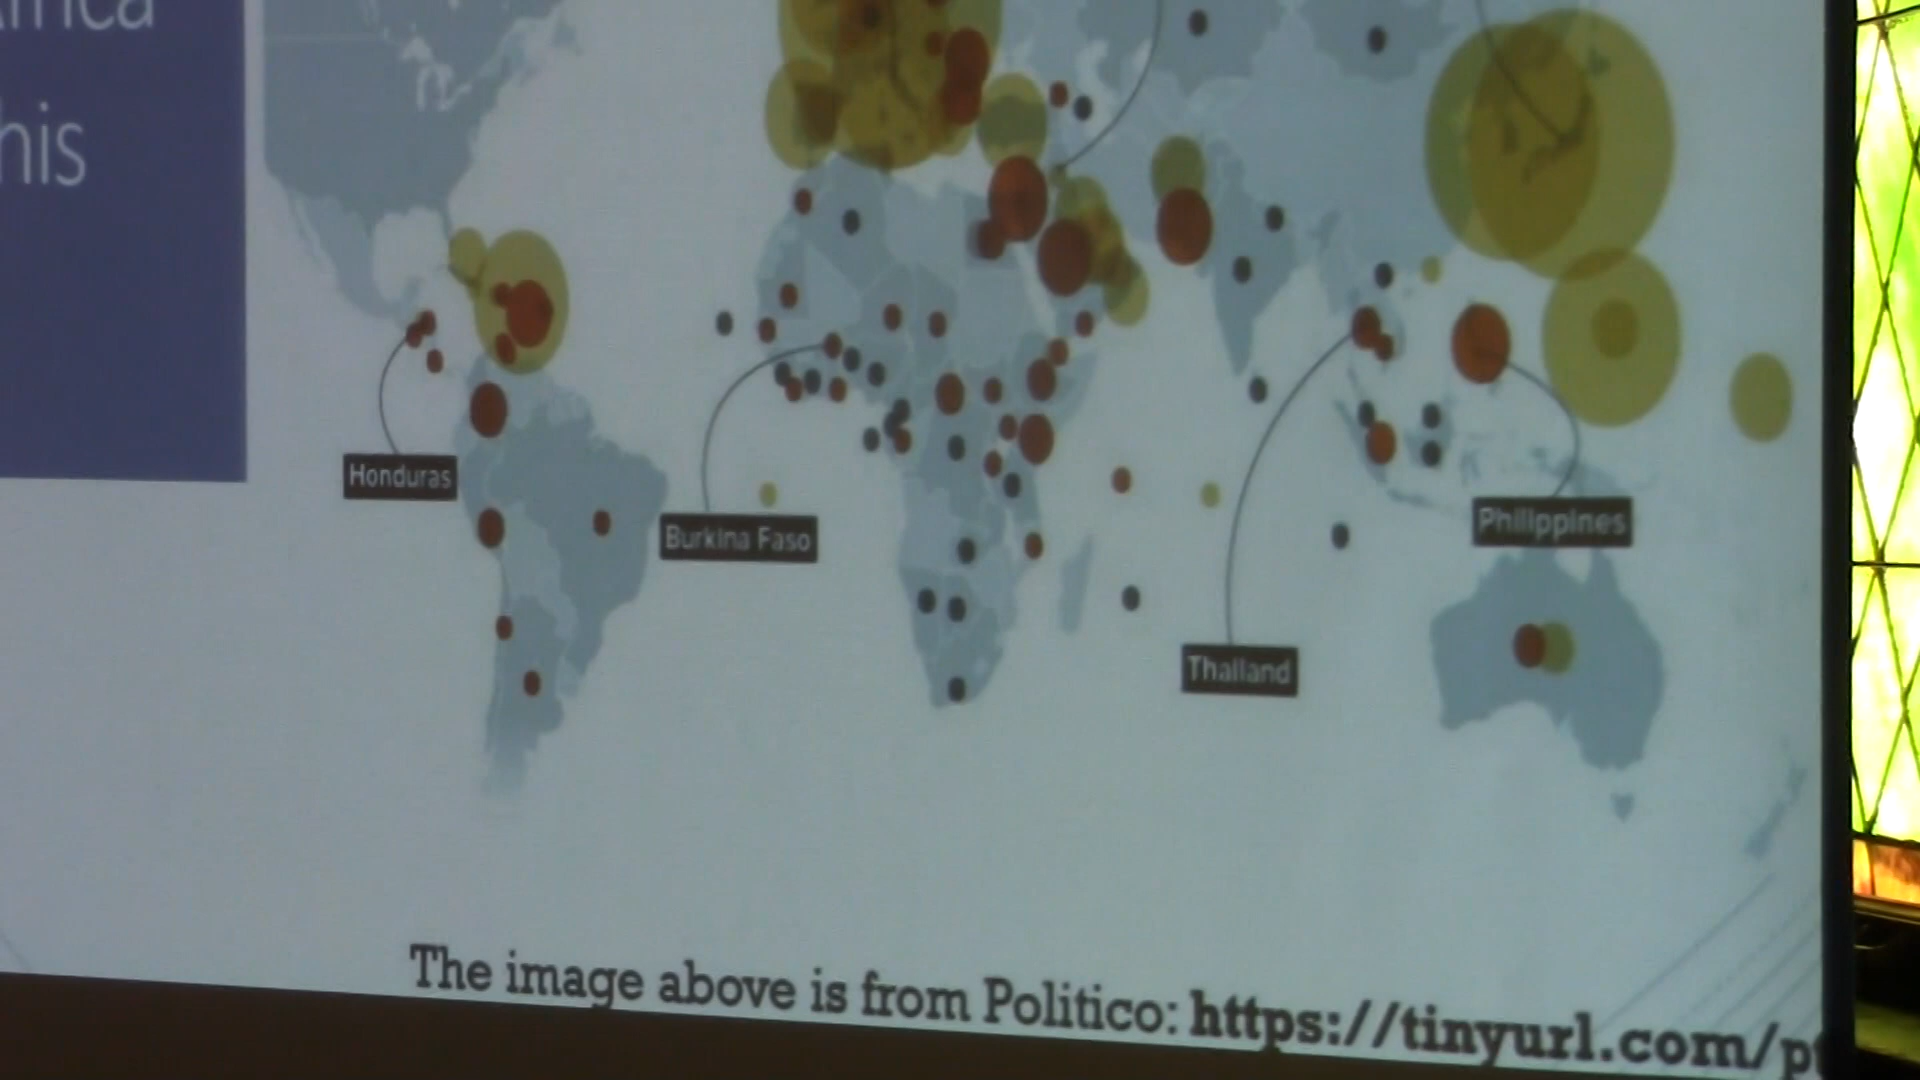 his
Honduras
Burkina Faso
Philippines
Thailand
The image above is from Politico: https://tinyurl.com/p